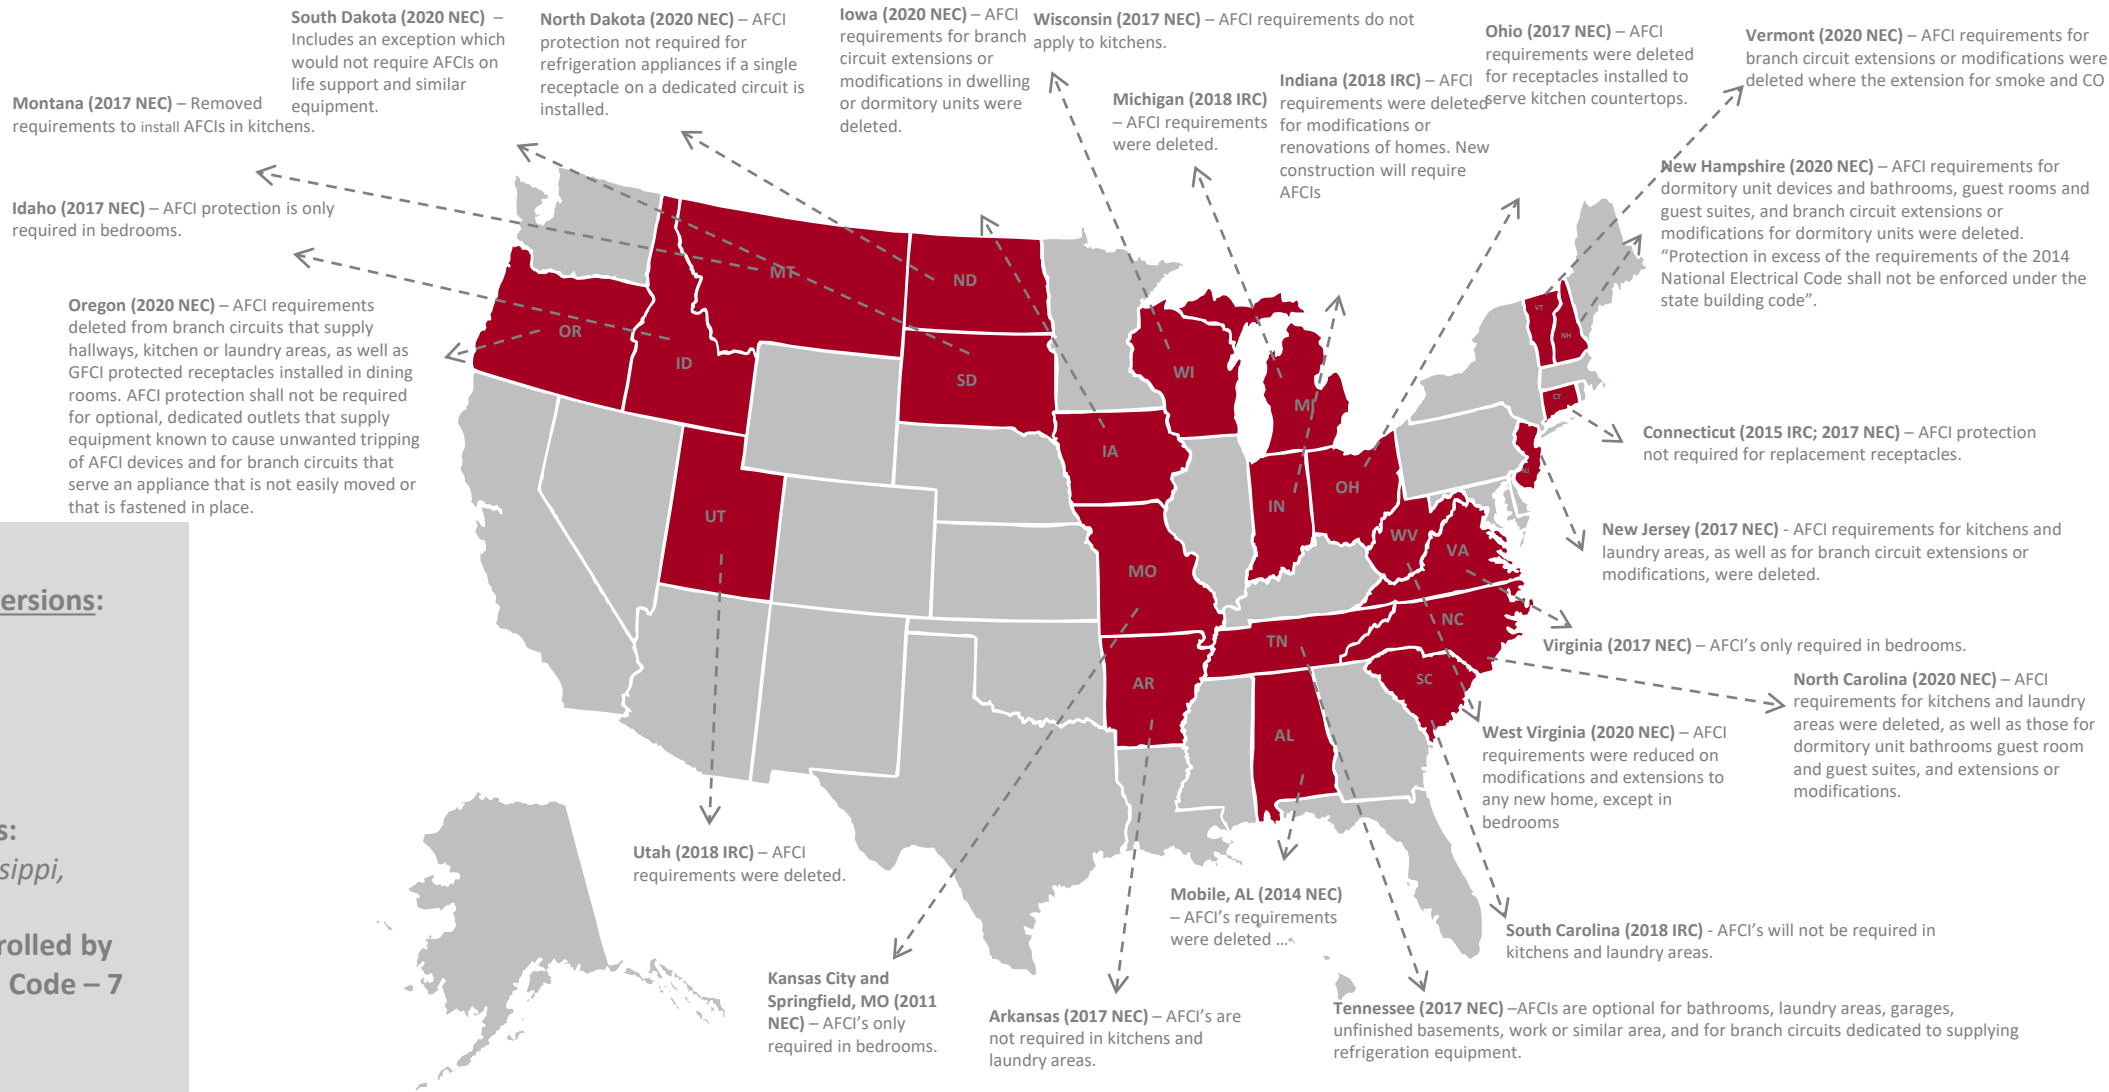 South Dakota (2020 NEC) –
Includes an exception which
would not require AFCIs on
life support and similar
equipment.
North Dakota (2020 NEC) – AFCI
protection not required for
refrigeration appliances if a single
receptacle on a dedicated circuit is
installed.
Iowa (2020 NEC) – AFCI
requirements for branch
circuit extensions or
modifications in dwelling
or dormitory units were
deleted.
Wisconsin (2017 NEC) – AFCI requirements do not
apply to kitchens.
Michigan (2018 IRC)
– AFCI requirements
were deleted.
Indiana (2018 IRC) – AFCI
requirements were deleted
for modifications or
renovations of homes. New
construction will require
AFCIs
Ohio (2017 NEC) – AFCI
requirements were deleted
for receptacles installed to
serve kitchen countertops.
Vermont (2020 NEC) – AFCI requirements for
branch circuit extensions or modifications were
deleted where the extension for smoke and CO
Montana (2017 NEC) – Removed
requirements to install AFCIs in kitchens.
Idaho (2017 NEC) – AFCI protection is only
required in bedrooms.
New Hampshire (2020 NEC) – AFCI requirements for
dormitory unit devices and bathrooms, guest rooms and
guest suites, and branch circuit extensions or
modifications for dormitory units were deleted.
“Protection in excess of the requirements of the 2014
National Electrical Code shall not be enforced under the
state building code”.
Oregon (2020 NEC) – AFCI requirements
deleted from branch circuits that supply
hallways, kitchen or laundry areas, as well as
GFCI protected receptacles installed in dining
rooms. AFCI protection shall not be required
for optional, dedicated outlets that supply
equipment known to cause unwanted tripping
of AFCI devices and for branch circuits that
serve an appliance that is not easily moved or
that is fastened in place.
MT
ND
OR
ID
SD
WI
MI
VT
NH
CT
NJ
IA
UT
MO
IN
OH
WV
VA
NC
TN
SC
AR
AL
Connecticut (2015 IRC; 2017 NEC) – AFCI protection
not required for replacement receptacles.
New Jersey (2017 NEC) - AFCI requirements for kitchens and
laundry areas, as well as for branch circuit extensions or
modifications, were deleted.
Virginia (2017 NEC) – AFCI's only required in bedrooms.
North Carolina (2020 NEC) – AFCI
requirements for kitchens and laundry
areas were deleted, as well as those for
dormitory unit bathrooms guest room
and guest suites, and extensions or
modifications.
West Virginia (2020 NEC) – AFCI
requirements were reduced on
modifications and extensions to
any new home, except in
bedrooms
South Carolina (2018 IRC) - AFCI's will not be required in
kitchens and laundry areas.
Tennessee (2017 NEC) –AFCIs are optional for bathrooms, laundry areas, garages,
unfinished basements, work or similar area, and for branch circuits dedicated to supplying
refrigeration equipment.
Mobile, AL (2014 NEC)
– AFCI's requirements
were deleted ...
Arkansas (2017 NEC) – AFCI's are
not required in kitchens and
laundry areas.
Kansas City and
Springfield, MO (2011
NEC) – AFCI's only
required in bedrooms.
Utah (2018 IRC) – AFCI
requirements were deleted.
ersions:
s:
sippi,
rolled by
Code – 7